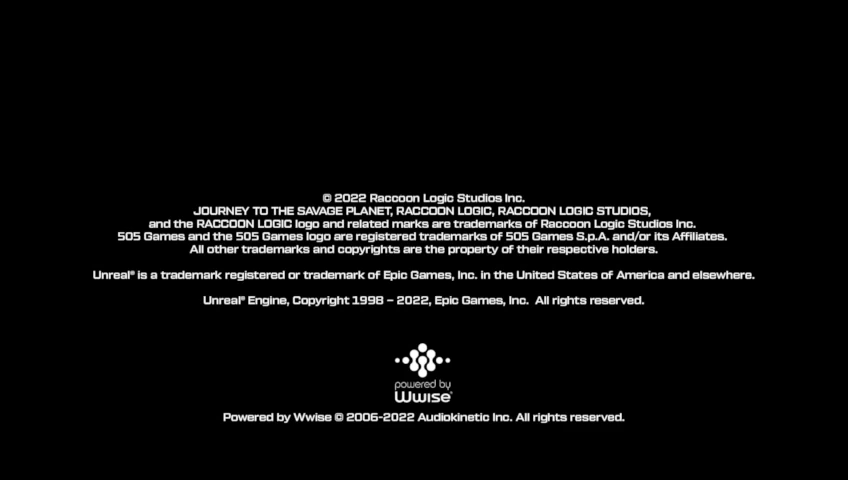 © 2022 Raccoon Logic Studios Inc.
JOURNEY TO THE SAVAGE PLANET, RACCOON LOGIC, RACCOON LOGIC STUDIOS,
and the RACCOON LOGIC logo and related marks are trademarks of Raccoon Logic Studios Inc.
505 Games and the 505 Games logo are registered trademarks of 505 Games S.p.A. and/or its Affiliates.
All other trademarks and copyrights are the property of their respective holders.
Unreal® is a trademark registered or trademark of Epic Games, Inc. in the United States of America and elsewhere.
Unreal® Engine, Copyright 1998 – 2022, Epic Games, Inc. All rights reserved.
powered by
Wwise®
Powered by Wwise © 2006-2022 Audiokinetic Inc. All rights reserved.